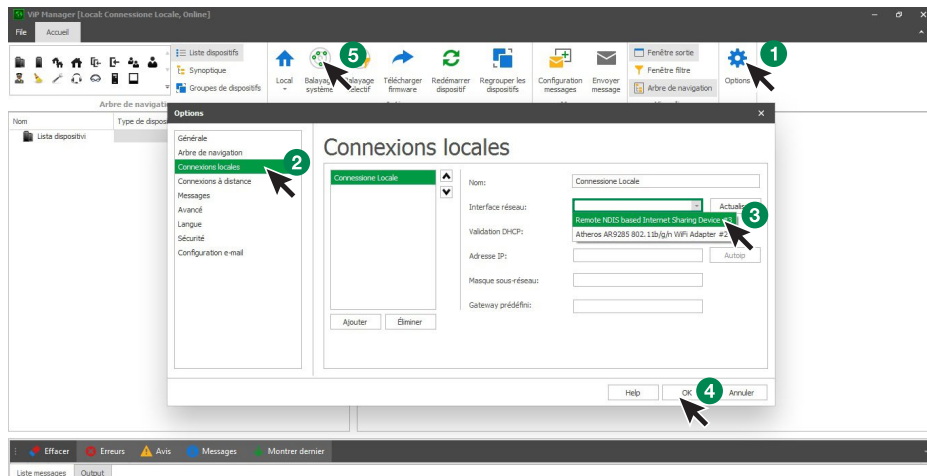 ViP Manager [Local: Connessione Locale, Online]
File Accueil
Liste dispositifs
Synoptique
Groupes de dispositifs
Local
Balayage système
sélectif
Télécharger firmware
Redémarrer dispositif
Regrouper les dispositifs
Configuration messages
Envoyer message
Fenêtre sortie
Fenêtre filtre
Arbre de navigation
Options
1
5
Arbre de navigati
Nom Type de dispos
Lista dispositivi
Options
Générale
Arbre de navigation
Connexions locales
Connexions à distance
Messages
Avancé
Langue
Sécurité
Configuration e-mail
2
Connexions locales
Connessione Locale
Ajouter Éliminer
Nom: Connessione Locale
Interface réseau: Actualis
Remote NDIS based Internet Sharing Device #3
Atheros AR9285 802.11b/g/n WiFi Adapter #2
3
Validation DHCP:
Adresse IP: Autoip
Masque sous-réseau:
Gateway prédéfini:
Help OK Annuler
4
Effacer Erreurs Avis Messages Montrer dernier
Liste messages Output